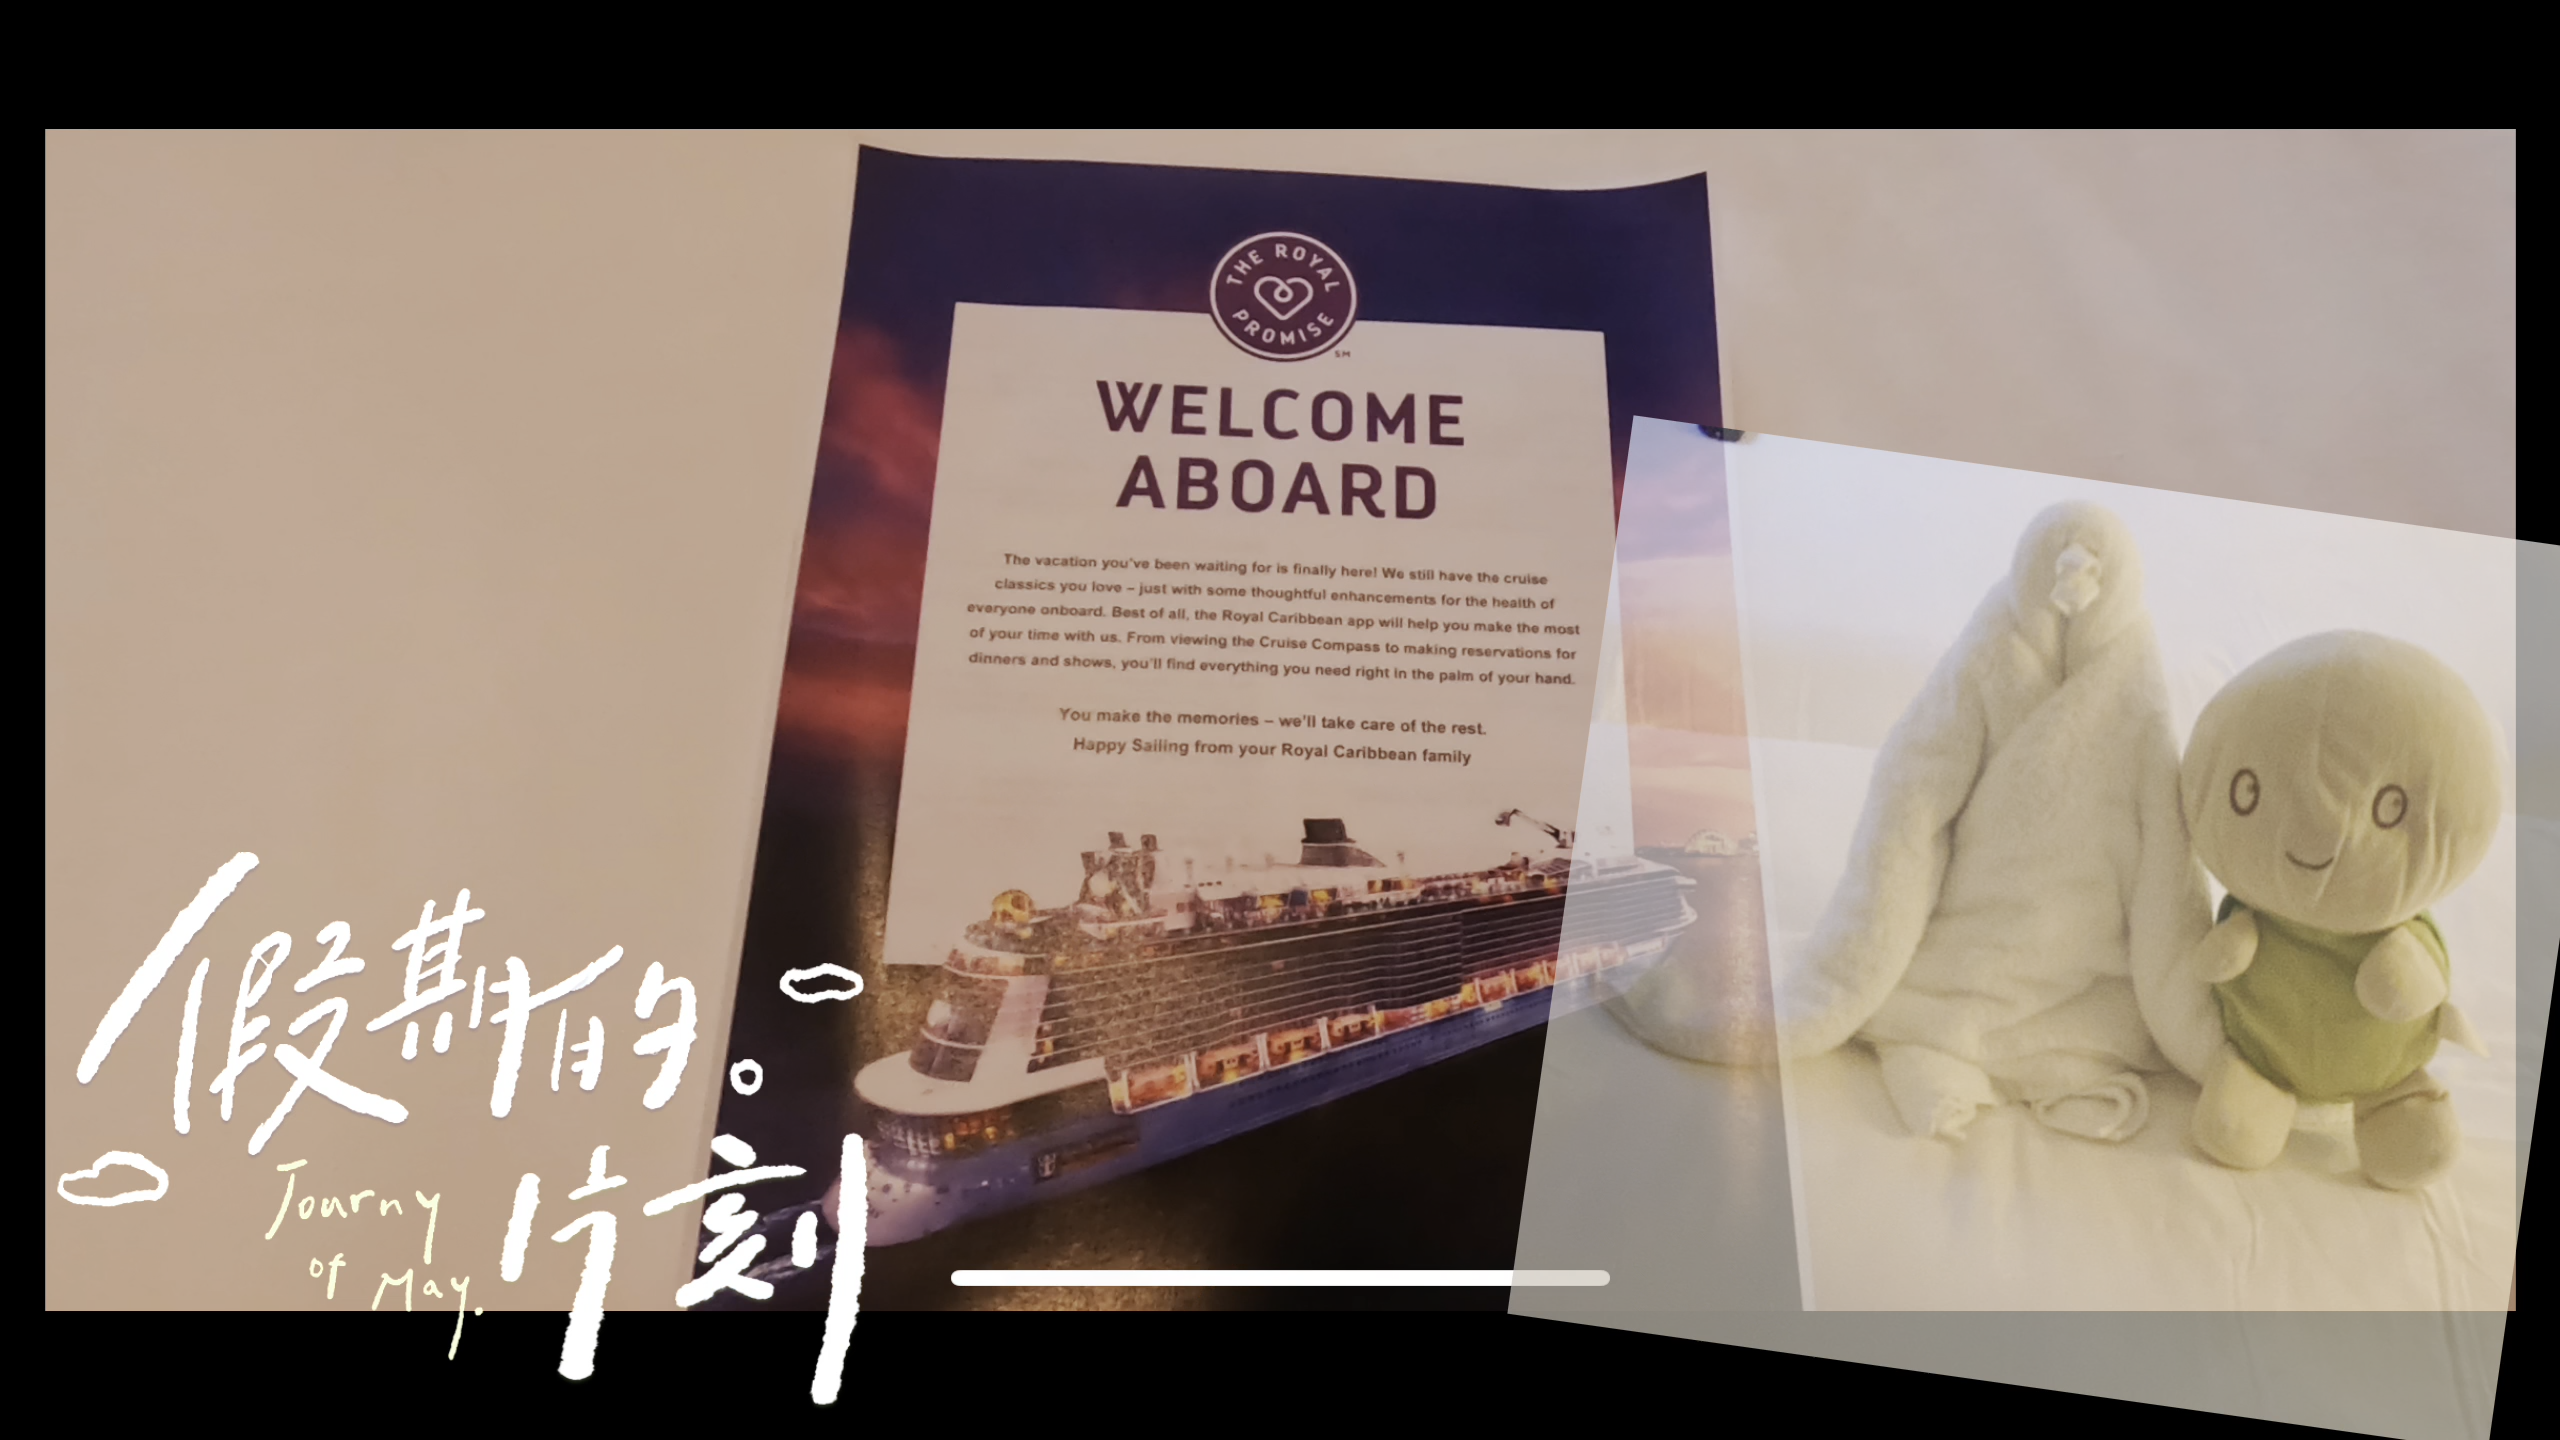 THE ROYAL PROMISE
SM
WELCOME
ABOARD
The vacation you've been waiting for is finally here! We still have the cruise
classics you love – just with some thoughtful enhancements for the health of
everyone onboard. Best of all, the Royal Caribbean app will help you make the most
of your time with us. From viewing the Cruise Compass to making reservations for
dinners and shows, you'll find everything you need right in the palm of your hand.
You make the memories – we'll take care of the rest.
Happy Sailing from your Royal Caribbean family
假期的
片刻
Journy
of May.